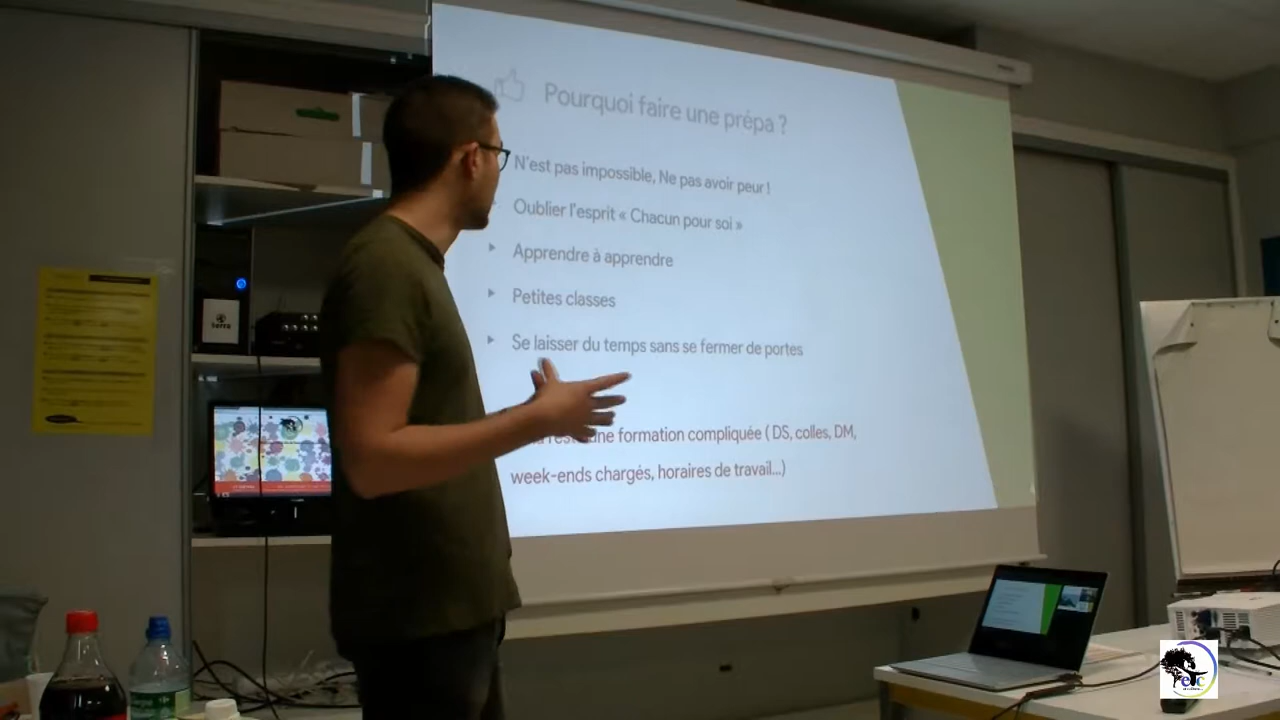 Pourquoi faire une prépa ?
N'est pas impossible, Ne pas avoir peur !
Oublier l'esprit « Chacun pour soi »
Apprendre à apprendre
Petites classes
Se laisser du temps sans se fermer de portes
une formation compliquée ( DS, colles, DM,
week-ends chargés, horaires de travail...)